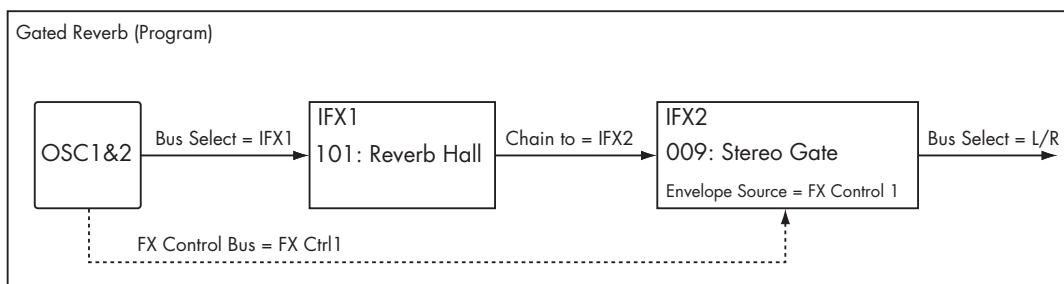 Gated Reverb (Program)
OSC1&2
Bus Select = IFX1
IFX1
101: Reverb Hall
Chain to = IFX2
IFX2
009: Stereo Gate
Envelope Source = FX Control 1
Bus Select = L/R
FX Control Bus = FX Ctrl1